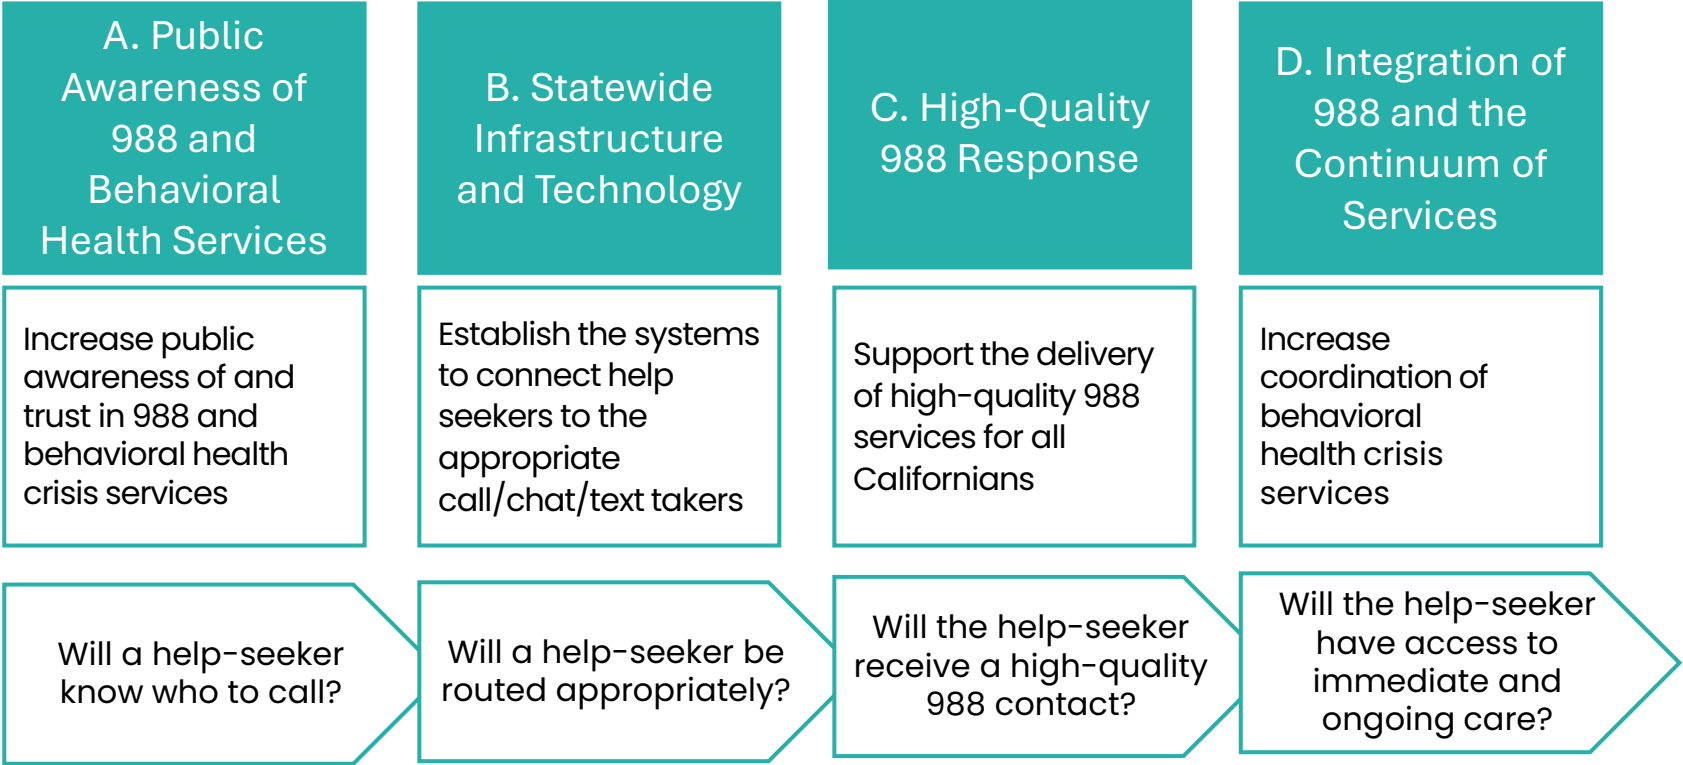 A. Public
Awareness of
988 and
Behavioral
Health Services
B. Statewide
Infrastructure
and Technology
C. High-Quality
988 Response
D. Integration of
988 and the
Continuum of
Services
Increase public
awareness of and
trust in 988 and
behavioral health
crisis services
Establish the systems
to connect help
seekers to the
appropriate
call/chat/text takers
Support the delivery
of high-quality 988
services for all
Californians
Increase
coordination of
behavioral
health crisis
services
Will a help-seeker
know who to call?
Will a help-seeker be
routed appropriately?
Will the help-seeker
receive a high-quality
988 contact?
Will the help-seeker
have access to
immediate and
ongoing care?